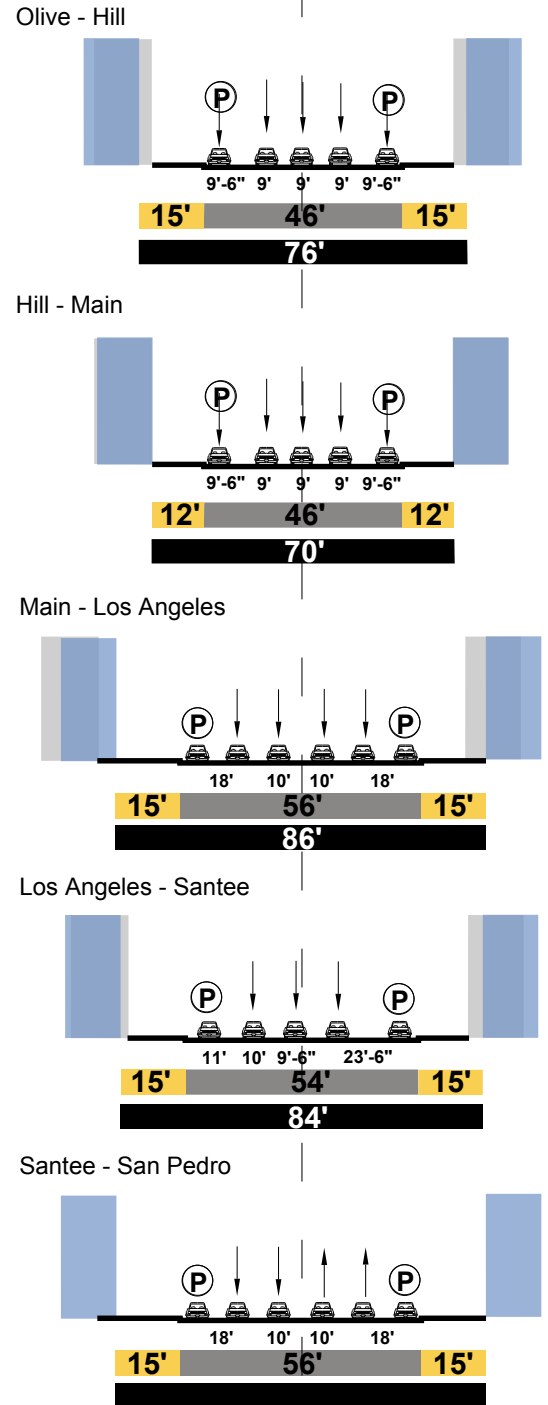 Olive - Hill
P P
9'-6" 9' 9' 9' 9'-6"
15' 46' 15'
76'
Hill - Main
P P
9'-6" 9' 9' 9' 9'-6"
12' 46' 12'
70'
Main - Los Angeles
P P
18' 10' 10' 18'
15' 56' 15'
86'
Los Angeles - Santee
P P
11' 10' 9'-6" 23'-6"
15' 54' 15'
84'
Santee - San Pedro
P P
18' 10' 10' 18'
15' 56' 15'